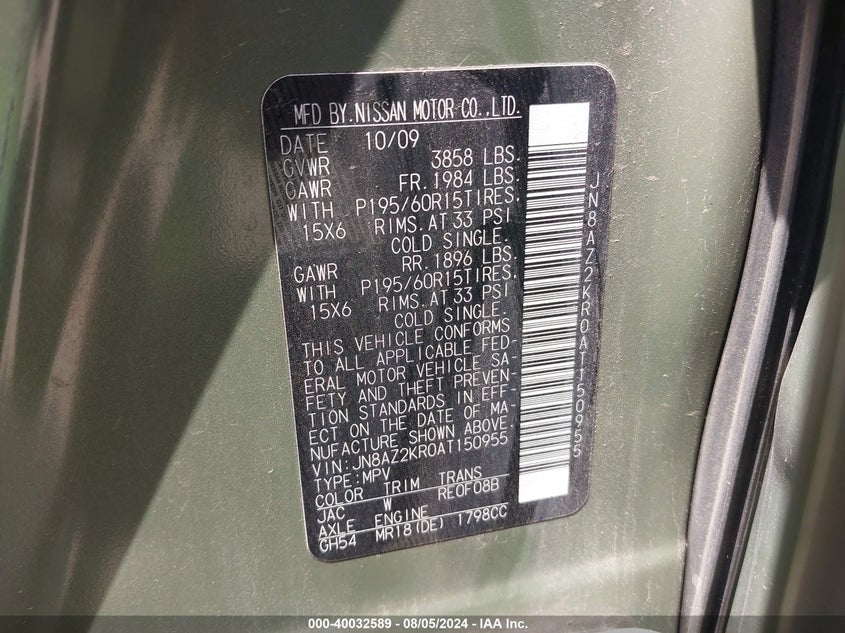 MFD BY.NISSAN MOTOR CO.,LTD.
DATE 10/09
GVWR 3858 LBS.
GAWR FR.1984 LBS.
WITH P195/60R15TIRES.
15X6 RIMS.AT 33 PSI
COLD SINGLE.
GAWR RR.1896 LBS.
WITH P195/60R15TIRES.
15X6 RIMS.AT 33 PSI
COLD SINGLE.
THIS VEHICLE CONFORMS
TO ALL APPLICABLE FED-
ERAL MOTOR VEHICLE SA-
FETY AND THEFT PREVEN-
TION STANDARDS IN EFF-
ECT ON THE DATE OF MA-
NUFACTURE SHOWN ABOVE.
VIN:JN8AZ2KR0AT150955
TYPE:MPV
COLOR TRIM TRANS
JAC W RE0F08B
AXLE ENGINE
GH54 MR18(DE) 1798CC
JN8AZ2KR0AT150955
000-40032589 - 08/05/2024 - IAA Inc.